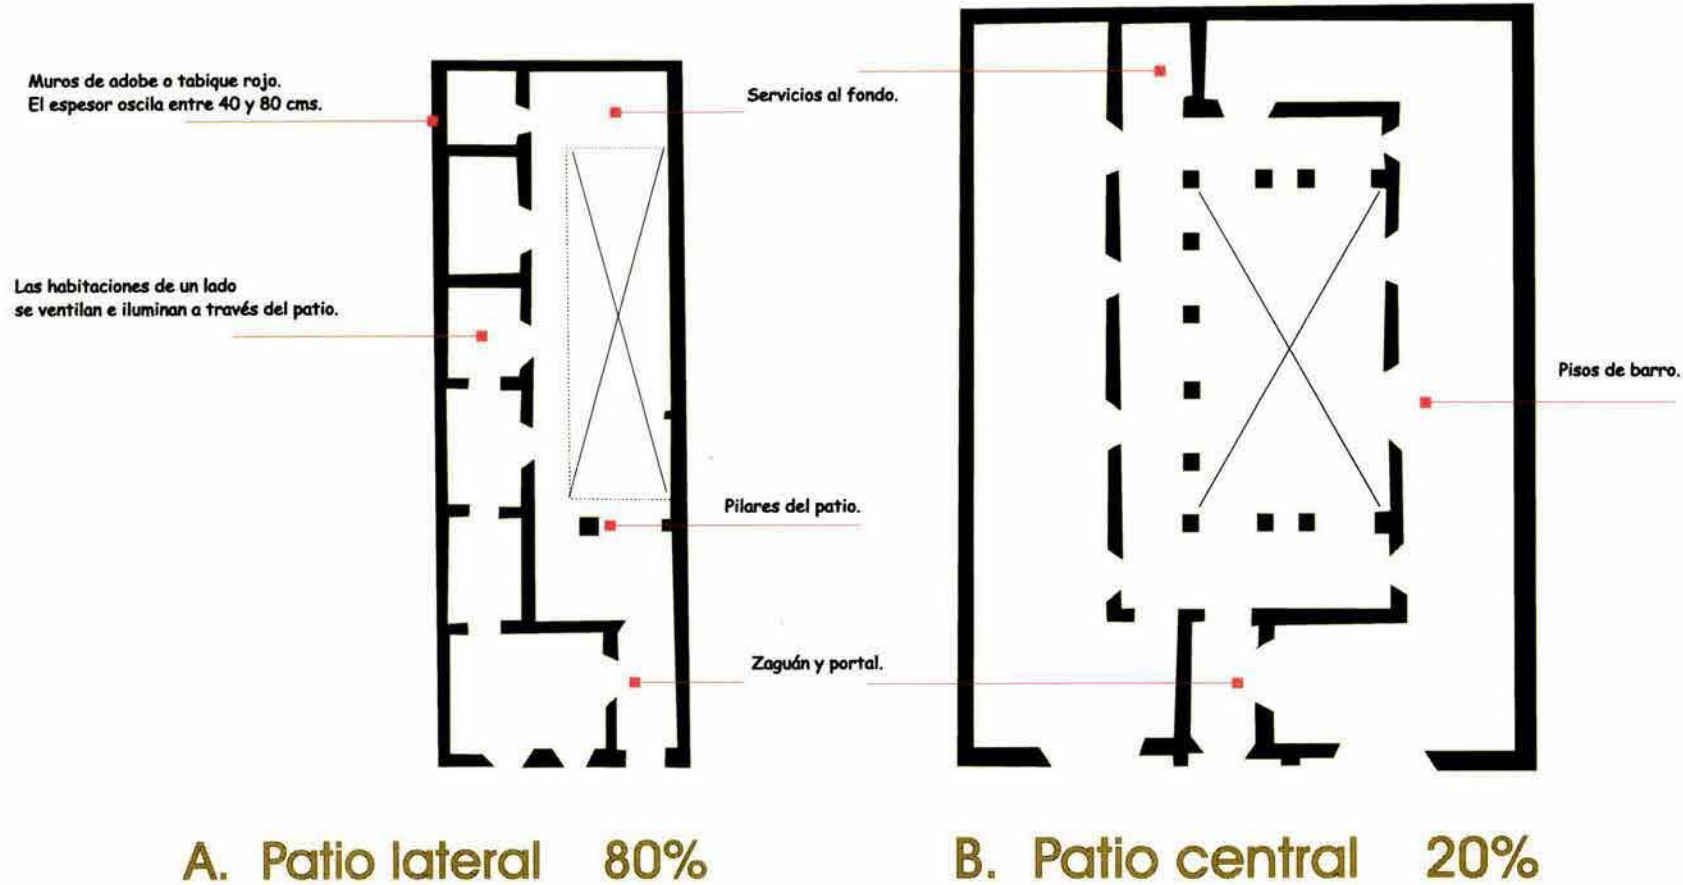 Muros de adobe o tabique rojo.
El espesor oscila entre 40 y 80 cms.
Servicios al fondo.
Las habitaciones de un lado
se ventilan e iluminan a través del patio.
Pisos de barro.
Pilares del patio.
Zaguán y portal.
A. Patio lateral 80%
B. Patio central 20%